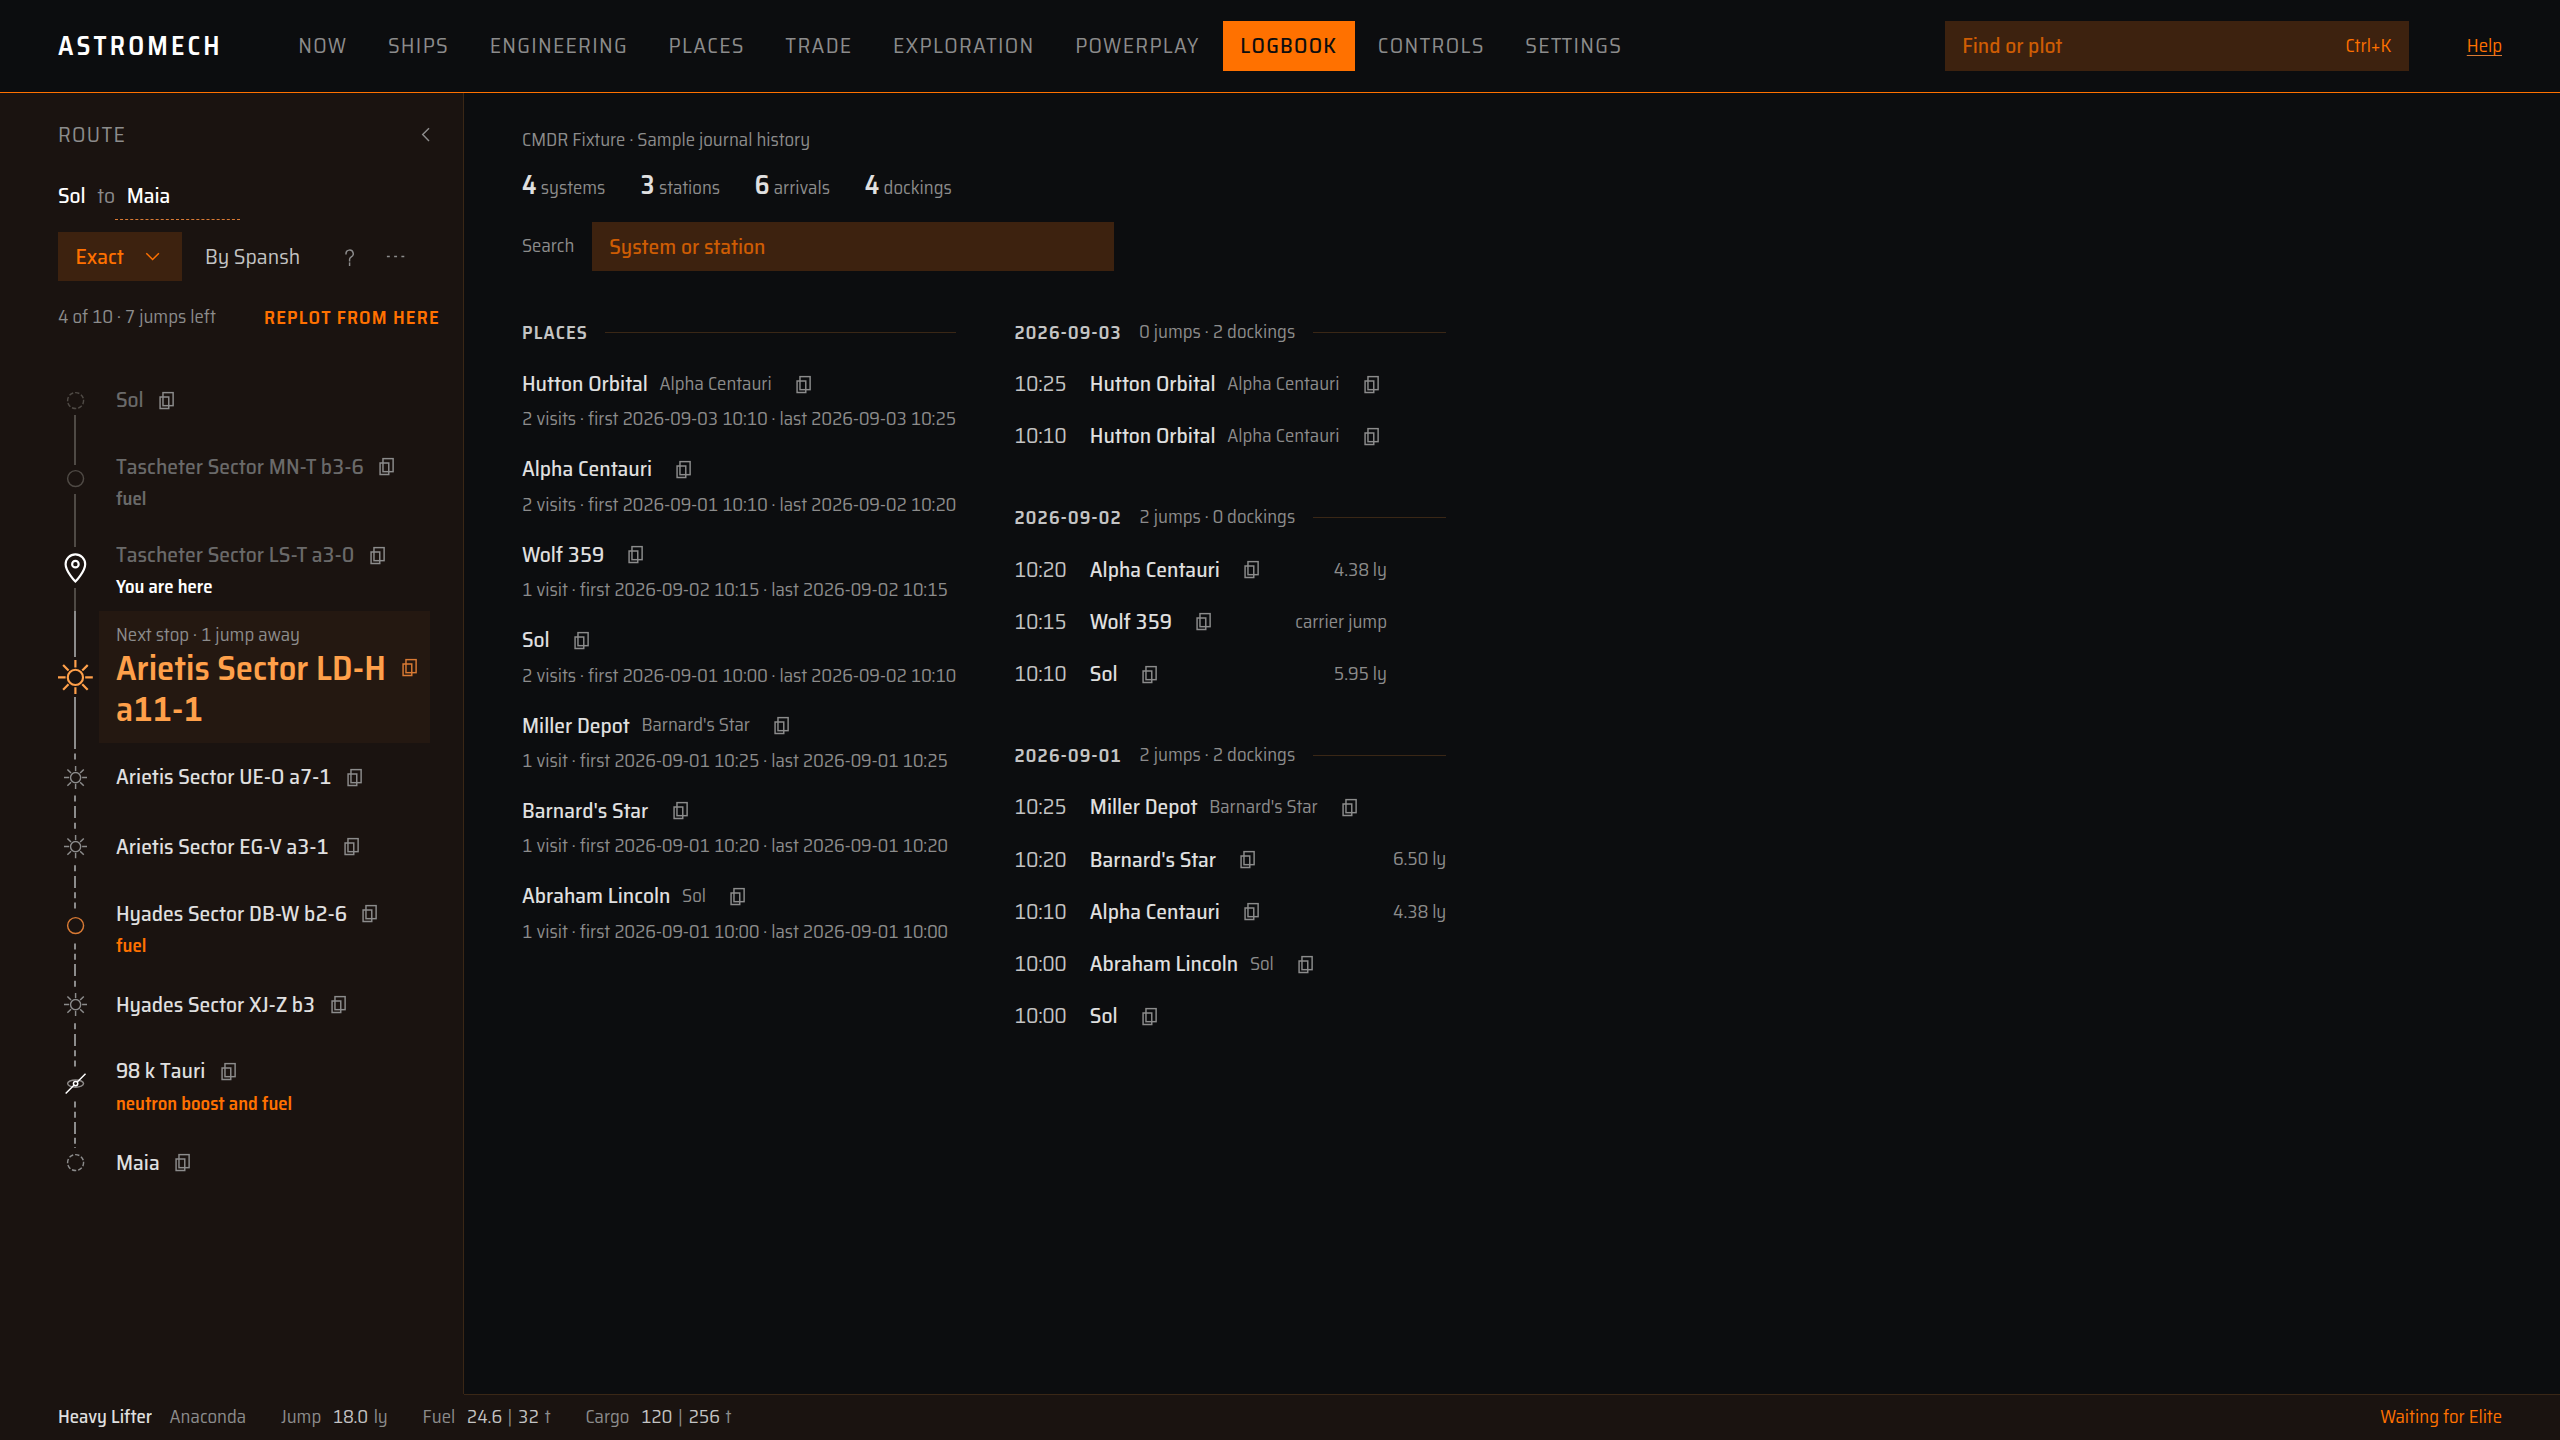 ASTROMECH NOW SHIPS ENGINEERING PLACES TRADE EXPLORATION POWERPLAY LOGBOOK CONTROLS SETTINGS Find or plot Ctrl+K Help
ROUTE
Sol to Maia
Exact By Spansh ? ---
4 of 10 · 7 jumps left REPLOT FROM HERE
Sol
Tascheter Sector MN-T b3-6
fuel
Tascheter Sector LS-T a3-0
You are here
Next stop · 1 jump away
Arietis Sector LD-H
a11-1
Arietis Sector UE-O a7-1
Arietis Sector EG-V a3-1
Hyades Sector DB-W b2-6
fuel
Hyades Sector XJ-Z b3
98 k Tauri
neutron boost and fuel
Maia
CMDR Fixture · Sample journal history
4 systems 3 stations 6 arrivals 4 dockings
Search System or station
PLACES
Hutton Orbital Alpha Centauri
2 visits · first 2026-09-03 10:10 · last 2026-09-03 10:25
Alpha Centauri
2 visits · first 2026-09-01 10:10 · last 2026-09-02 10:20
Wolf 359
1 visit · first 2026-09-02 10:15 · last 2026-09-02 10:15
Sol
2 visits · first 2026-09-01 10:00 · last 2026-09-02 10:10
Miller Depot Barnard's Star
1 visit · first 2026-09-01 10:25 · last 2026-09-01 10:25
Barnard's Star
1 visit · first 2026-09-01 10:20 · last 2026-09-01 10:20
Abraham Lincoln Sol
1 visit · first 2026-09-01 10:00 · last 2026-09-01 10:00
2026-09-03 0 jumps · 2 dockings
10:25 Hutton Orbital Alpha Centauri
10:10 Hutton Orbital Alpha Centauri
2026-09-02 2 jumps · 0 dockings
10:20 Alpha Centauri 4.38 ly
10:15 Wolf 359 carrier jump
10:10 Sol 5.95 ly
2026-09-01 2 jumps · 2 dockings
10:25 Miller Depot Barnard's Star
10:20 Barnard's Star 6.50 ly
10:10 Alpha Centauri 4.38 ly
10:00 Abraham Lincoln Sol
10:00 Sol
Heavy Lifter Anaconda Jump 18.0 ly Fuel 24.6 | 32 t Cargo 120 | 256 t Waiting for Elite